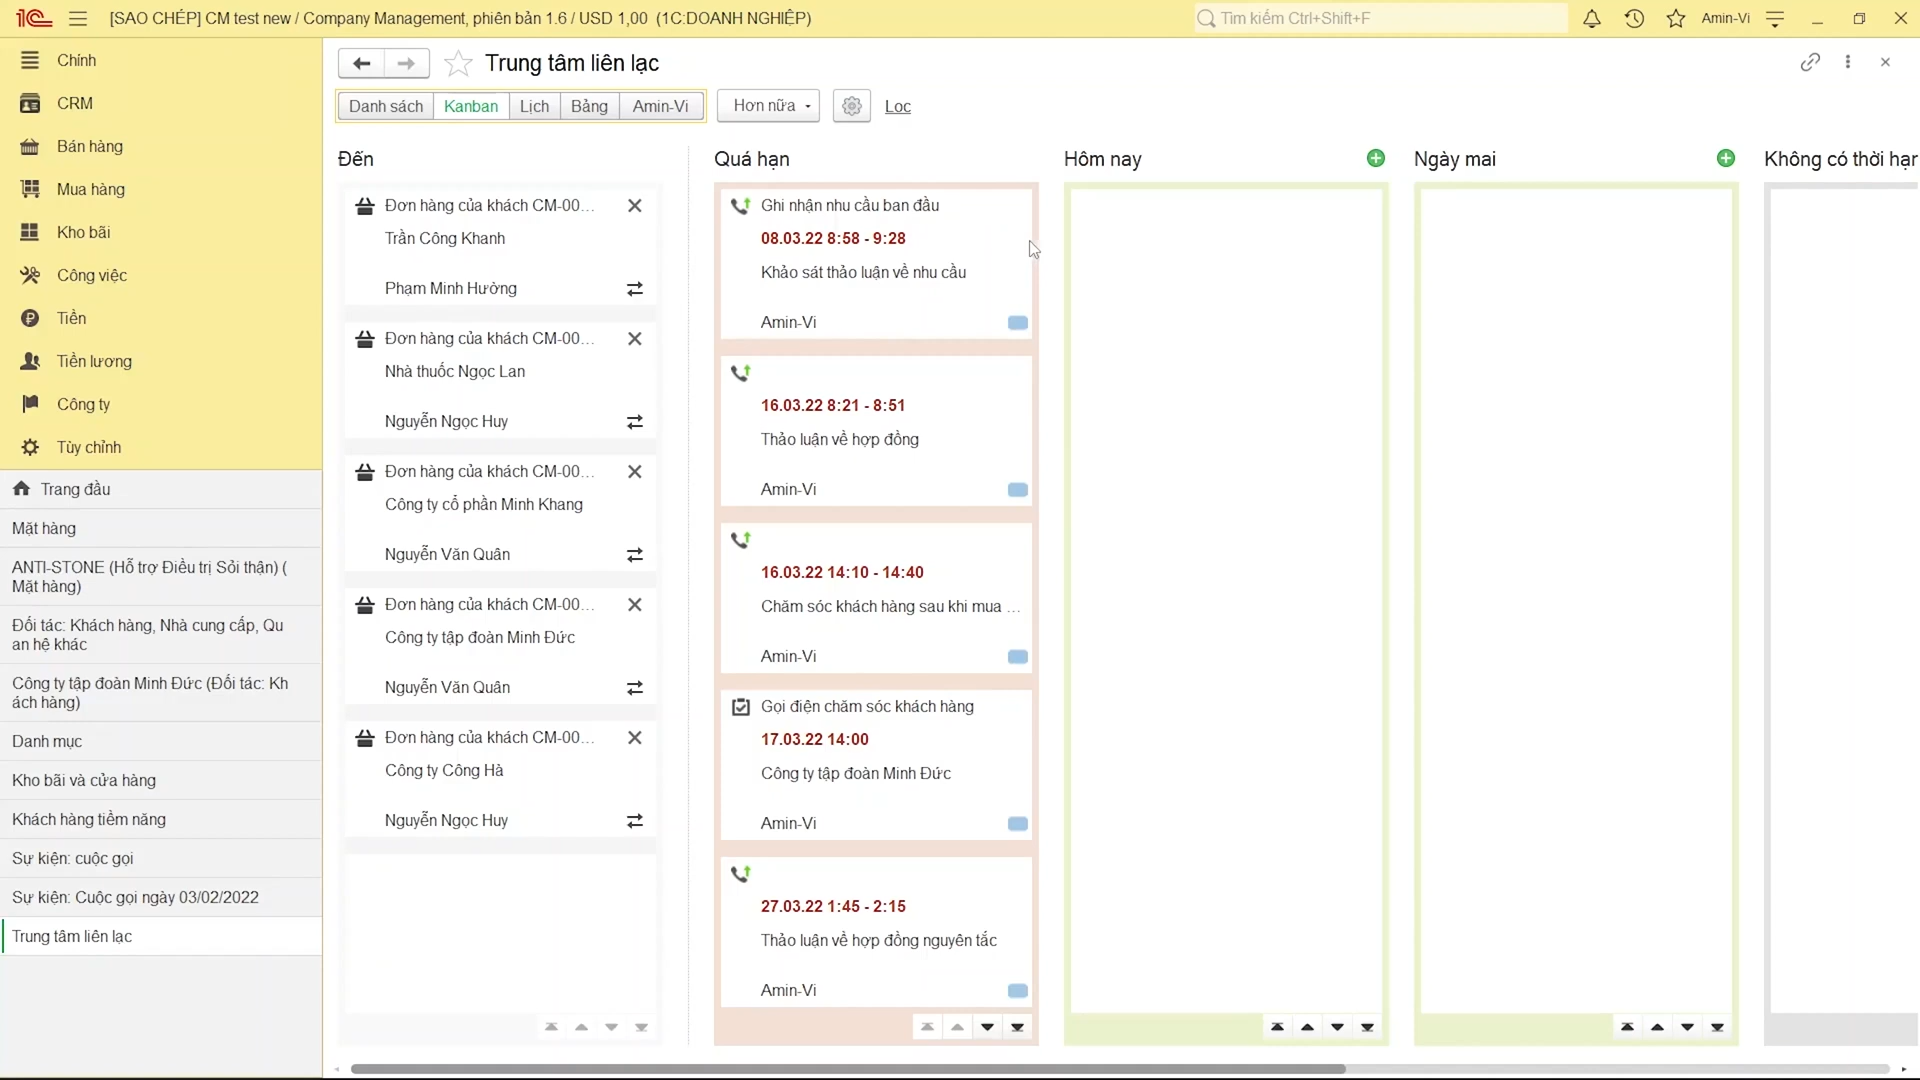 [SAO CHÉP] CM test new / Company Management, phiên bản 1.6 / USD 1,00 (1C:DOANH NGHIỆP)
Tìm kiếm Ctrl+Shift+F
Amin-Vi
Chính
CRM
Bán hàng
Mua hàng
Kho bãi
Công việc
Tiền
Tiền lương
Công ty
Tùy chỉnh
Trang đầu
Mặt hàng
ANTI-STONE (Hỗ trợ Điều trị Sỏi thận) (
Mặt hàng)
Đối tác: Khách hàng, Nhà cung cấp, Qu
an hệ khác
Công ty tập đoàn Minh Đức (Đối tác: Kh
ách hàng)
Danh mục
Kho bãi và cửa hàng
Khách hàng tiềm năng
Sự kiện: cuộc gọi
Sự kiện: Cuộc gọi ngày 03/02/2022
Trung tâm liên lạc
Trung tâm liên lạc
Danh sách
Kanban
Lịch
Bảng
Amin-Vi
Hơn nữa
Lọc
Đến
Đơn hàng của khách CM-00...
Trần Công Khanh
Phạm Minh Hường
Đơn hàng của khách CM-00...
Nhà thuốc Ngọc Lan
Nguyễn Ngọc Huy
Đơn hàng của khách CM-00...
Công ty cổ phần Minh Khang
Nguyễn Văn Quân
Đơn hàng của khách CM-00...
Công ty tập đoàn Minh Đức
Nguyễn Văn Quân
Đơn hàng của khách CM-00...
Công ty Công Hà
Nguyễn Ngọc Huy
Quá hạn
Ghi nhận nhu cầu ban đầu
08.03.22 8:58 - 9:28
Khảo sát thảo luận về nhu cầu
Amin-Vi
16.03.22 8:21 - 8:51
Thảo luận về hợp đồng
Amin-Vi
16.03.22 14:10 - 14:40
Chăm sóc khách hàng sau khi mua ...
Amin-Vi
Gọi điện chăm sóc khách hàng
17.03.22 14:00
Công ty tập đoàn Minh Đức
Amin-Vi
27.03.22 1:45 - 2:15
Thảo luận về hợp đồng nguyên tắc
Amin-Vi
Hôm nay
Ngày mai
Không có thời hạn